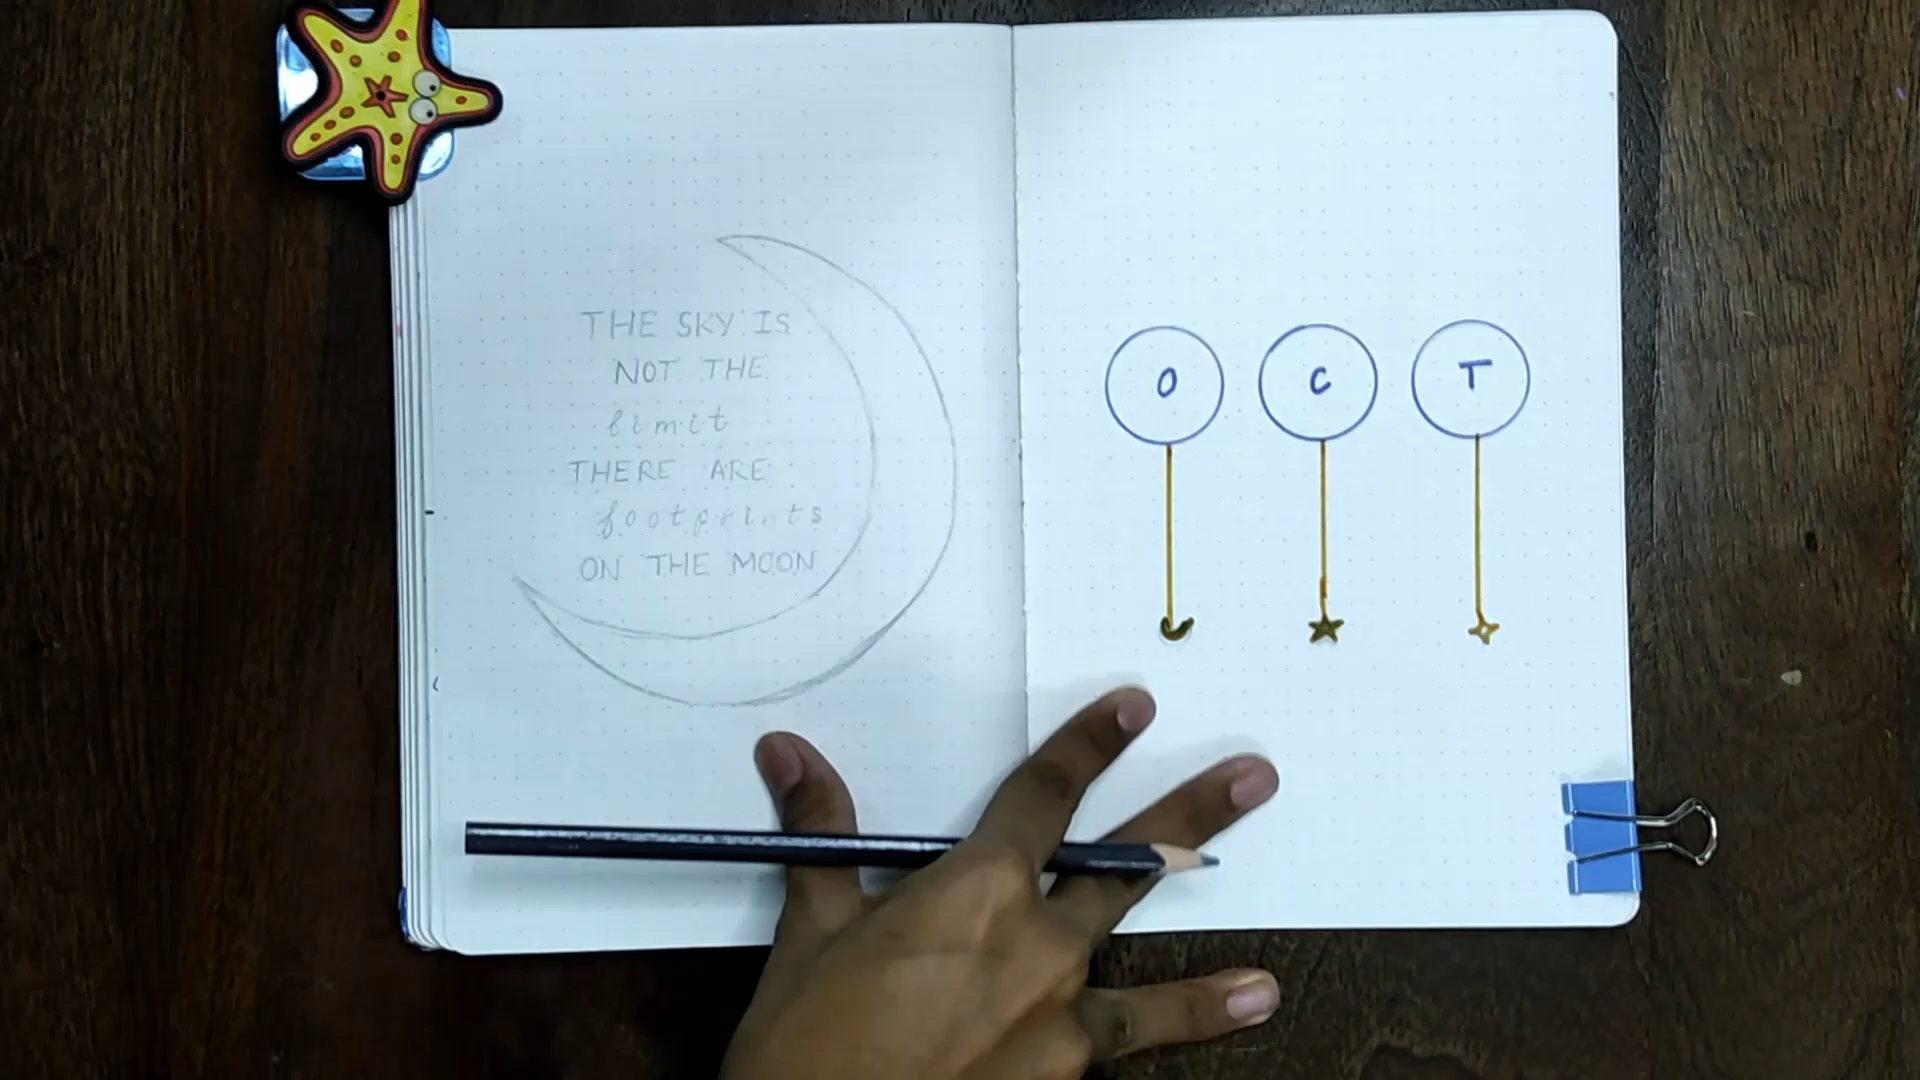 THE SKY IS
NOT THE
limit
THERE ARE
footprints
ON THE MOON
O C T